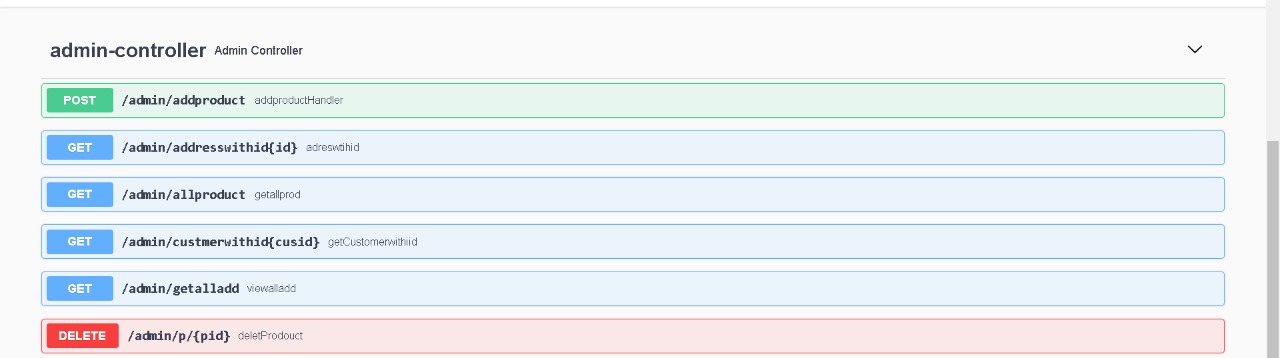 admin-controller Admin Controller
POST /admin/addproduct addproductHandler
GET /admin/addresswithid{id} adreswtihid
GET /admin/allproduct getallprod
GET /admin/custmerwithid{cusid} getCustomerwithiid
GET /admin/getalladd viewalladd
DELETE /admin/p/{pid} deletProdouct